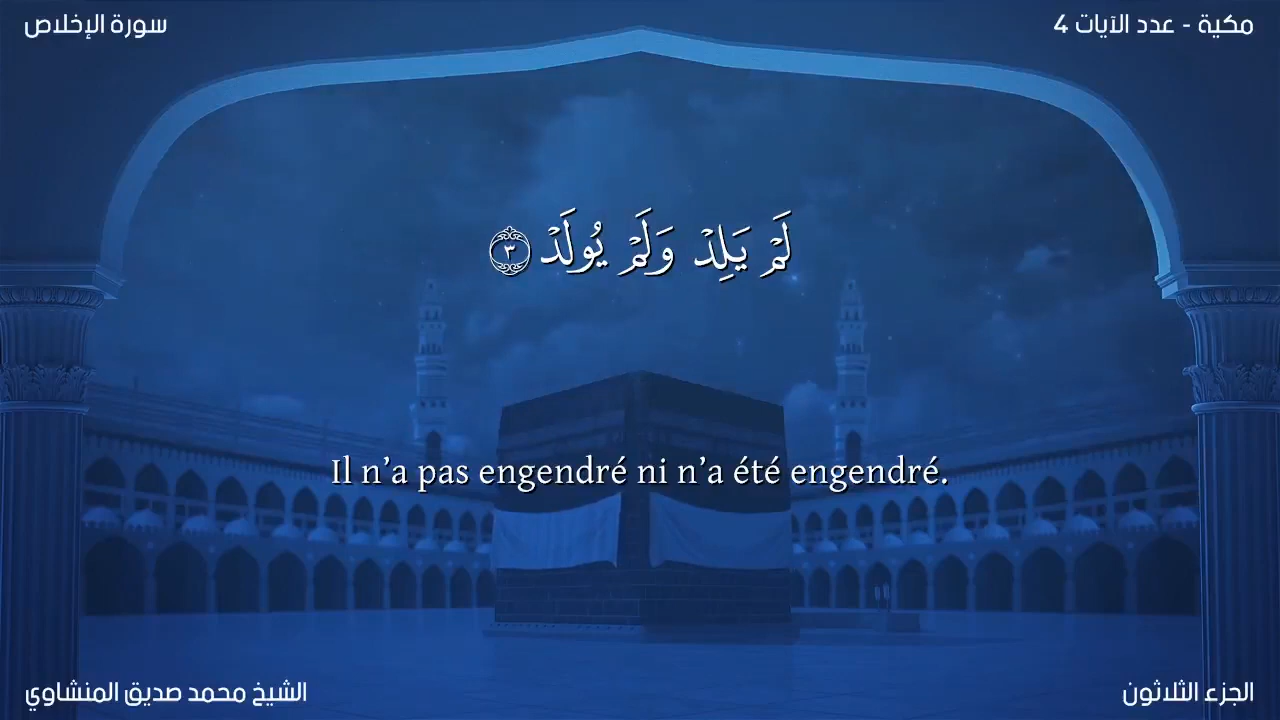 مكية - عدد الآيات 4
سورة الإخلاص
لَمْ يَلِدْ وَلَمْ يُولَدْ ٣
Il n’a pas engendré ni n’a été engendré.
الجزء الثلاثون
الشيخ محمد صديق المنشاوي